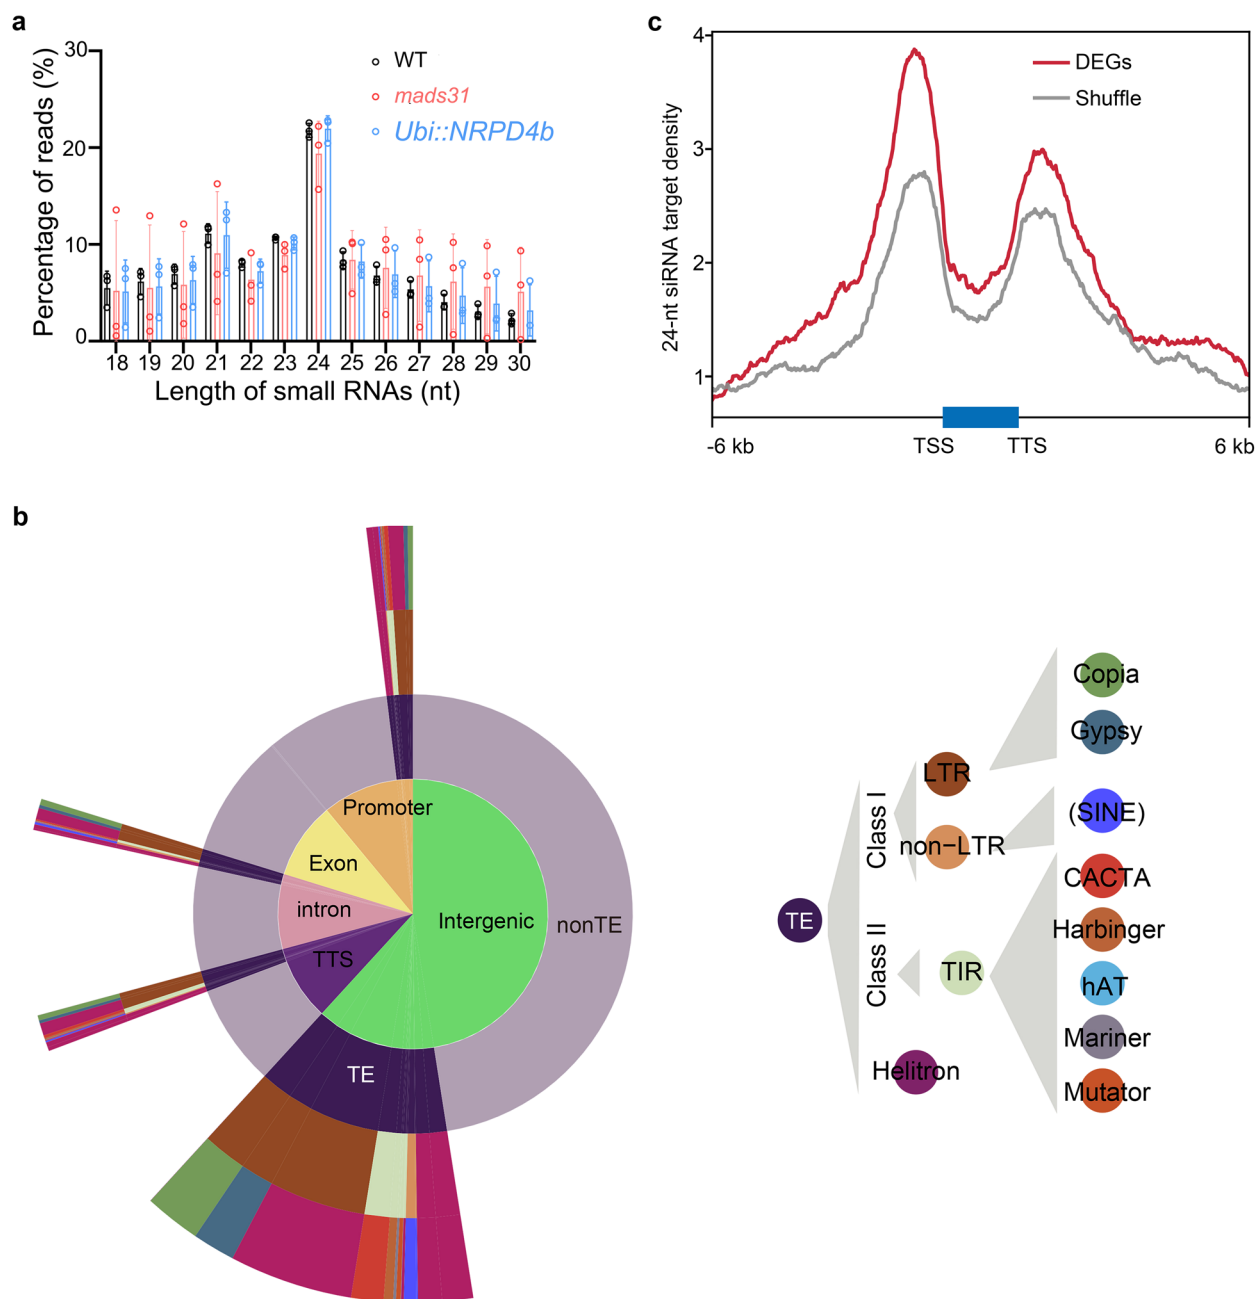 a
30
20
10
0
Percentage of reads (%)
WT
mads31
Ubi::NRPD4b
18 19 20 21 22 23 24 25 26 27 28 29 30
Length of small RNAs (nt)
c
4
3
2
1
24-nt siRNA target density
DEGs
Shuffle
-6 kb TSS TTS 6 kb
b
Promoter
Exon
intron
TTS
Intergenic
nonTE
TE
TE
Class I
Class II
LTR
non-LTR
TIR
Helitron
Copia
Gypsy
(SINE)
CACTA
Harbinger
hAT
Mariner
Mutator